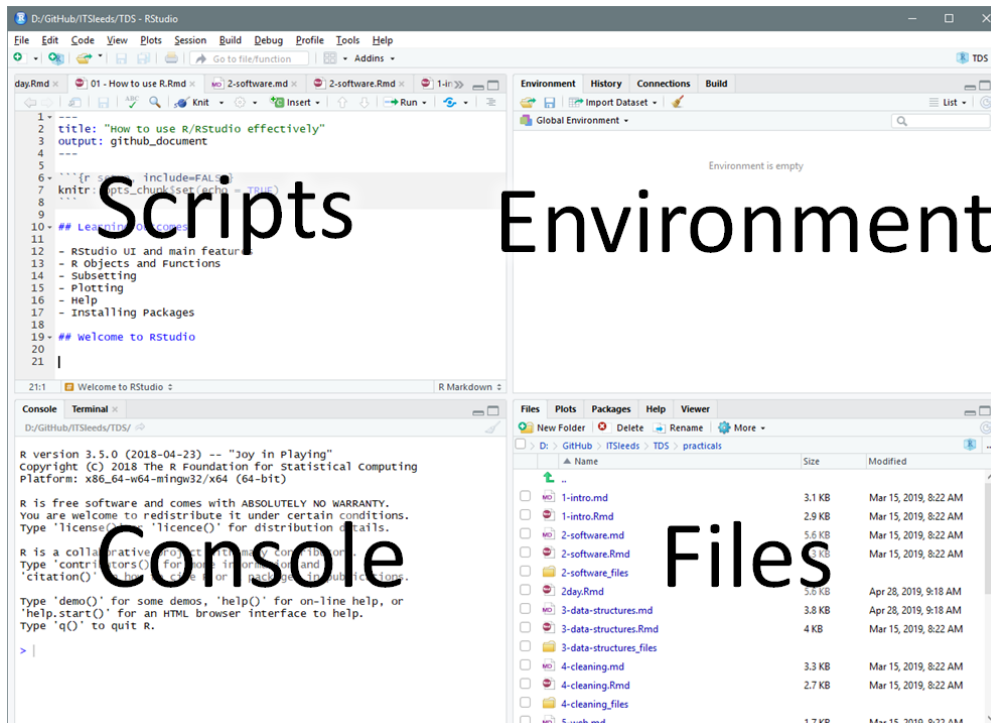 D:/GitHub/ITSLeeds/TDS - RStudio
File Edit Code View Plots Session Build Debug Profile Tools Help
Go to file/function Addins TDS
day.Rmd 01 - How to use R.Rmd 2-software.md 2-software.Rmd
Knit Insert Run
1 ---
2 title: "How to use R/RStudio effectively"
3 output: github_document
4 ---
5
6 ```{r include=FALS }
7 knitr: opts_chunk$set(echo = TRUE)
8 ```
9
10 ## Learning Outcomes
11
12 - RStudio UI and main features
13 - R Objects and Functions
14 - Subsetting
15 - Plotting
16 - Help
17 - Installing Packages
18
19 ## Welcome to RStudio
20
21
Scripts
21:1 Welcome to RStudio R Markdown
Environment History Connections Build
Import Dataset List
Global Environment
Environment is empty
Environment
Console Terminal
D:/GitHub/ITSLeeds/TDS/
R version 3.5.0 (2018-04-23) -- "Joy in Playing"
Copyright (C) 2018 The R Foundation for Statistical Computing
Platform: x86_64-w64-mingw32/x64 (64-bit)
R is free software and comes with ABSOLUTELY NO WARRANTY.
You are welcome to redistribute it under certain conditions.
Type 'license()' or 'licence()' for distribution details.
R is a collaborative project with many contributors.
Type 'contributors()' for more information and
'citation()' on how to cite R or packages in publications.
Type 'demo()' for some demos, 'help()' for on-line help, or
'help.start()' for an HTML browser interface to help.
Type 'q()' to quit R.
>
Console
Files Plots Packages Help Viewer
New Folder Delete Rename More
D: > GitHub > ITSLeeds > TDS > practicals
Name Size Modified
..
1-intro.md 3.1 KB Mar 15, 2019, 8:22 AM
1-intro.Rmd 2.9 KB Mar 15, 2019, 8:22 AM
2-software.md 5.6 KB Mar 15, 2019, 8:22 AM
2-software.Rmd Mar 15, 2019, 8:22 AM
2-software_files
2day.Rmd 5.6 KB Apr 28, 2019, 9:18 AM
3-data-structures.md 3.8 KB Apr 28, 2019, 9:18 AM
3-data-structures.Rmd 4 KB Mar 15, 2019, 8:22 AM
3-data-structures_files
4-cleaning.md 3.3 KB Mar 15, 2019, 8:22 AM
4-cleaning.Rmd 2.7 KB Mar 15, 2019, 8:22 AM
4-cleaning_files
5-web.md 1.7 KB Mar 15, 2019, 8:22 AM
Files